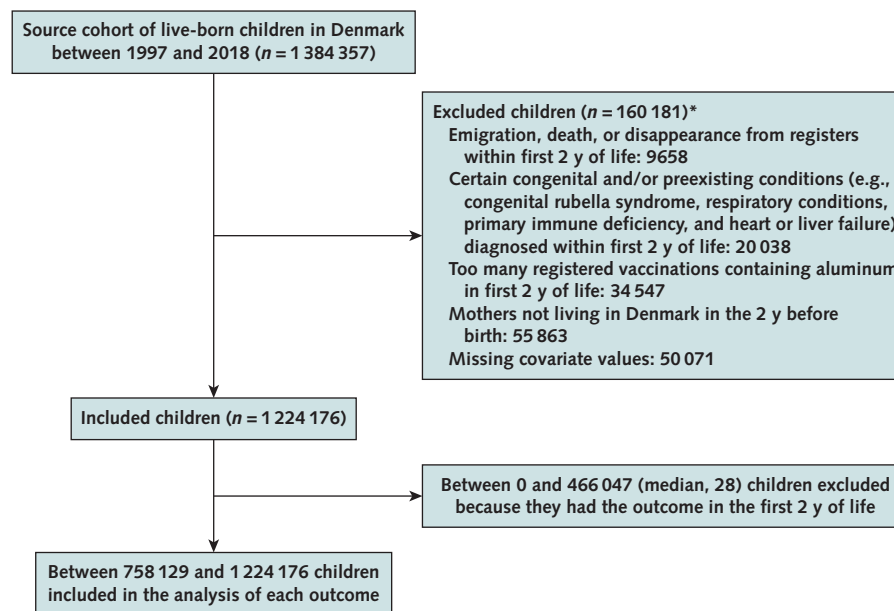 Source cohort of live-born children in Denmark
between 1997 and 2018 (n = 1 384 357)
Excluded children (n = 160 181)*
Emigration, death, or disappearance from registers
within first 2 y of life: 9658
Certain congenital and/or preexisting conditions (e.g.,
congenital rubella syndrome, respiratory conditions,
primary immune deficiency, and heart or liver failure)
diagnosed within first 2 y of life: 20 038
Too many registered vaccinations containing aluminum
in first 2 y of life: 34 547
Mothers not living in Denmark in the 2 y before
birth: 55 863
Missing covariate values: 50 071
Included children (n = 1 224 176)
Between 0 and 466 047 (median, 28) children excluded
because they had the outcome in the first 2 y of life
Between 758 129 and 1 224 176 children
included in the analysis of each outcome